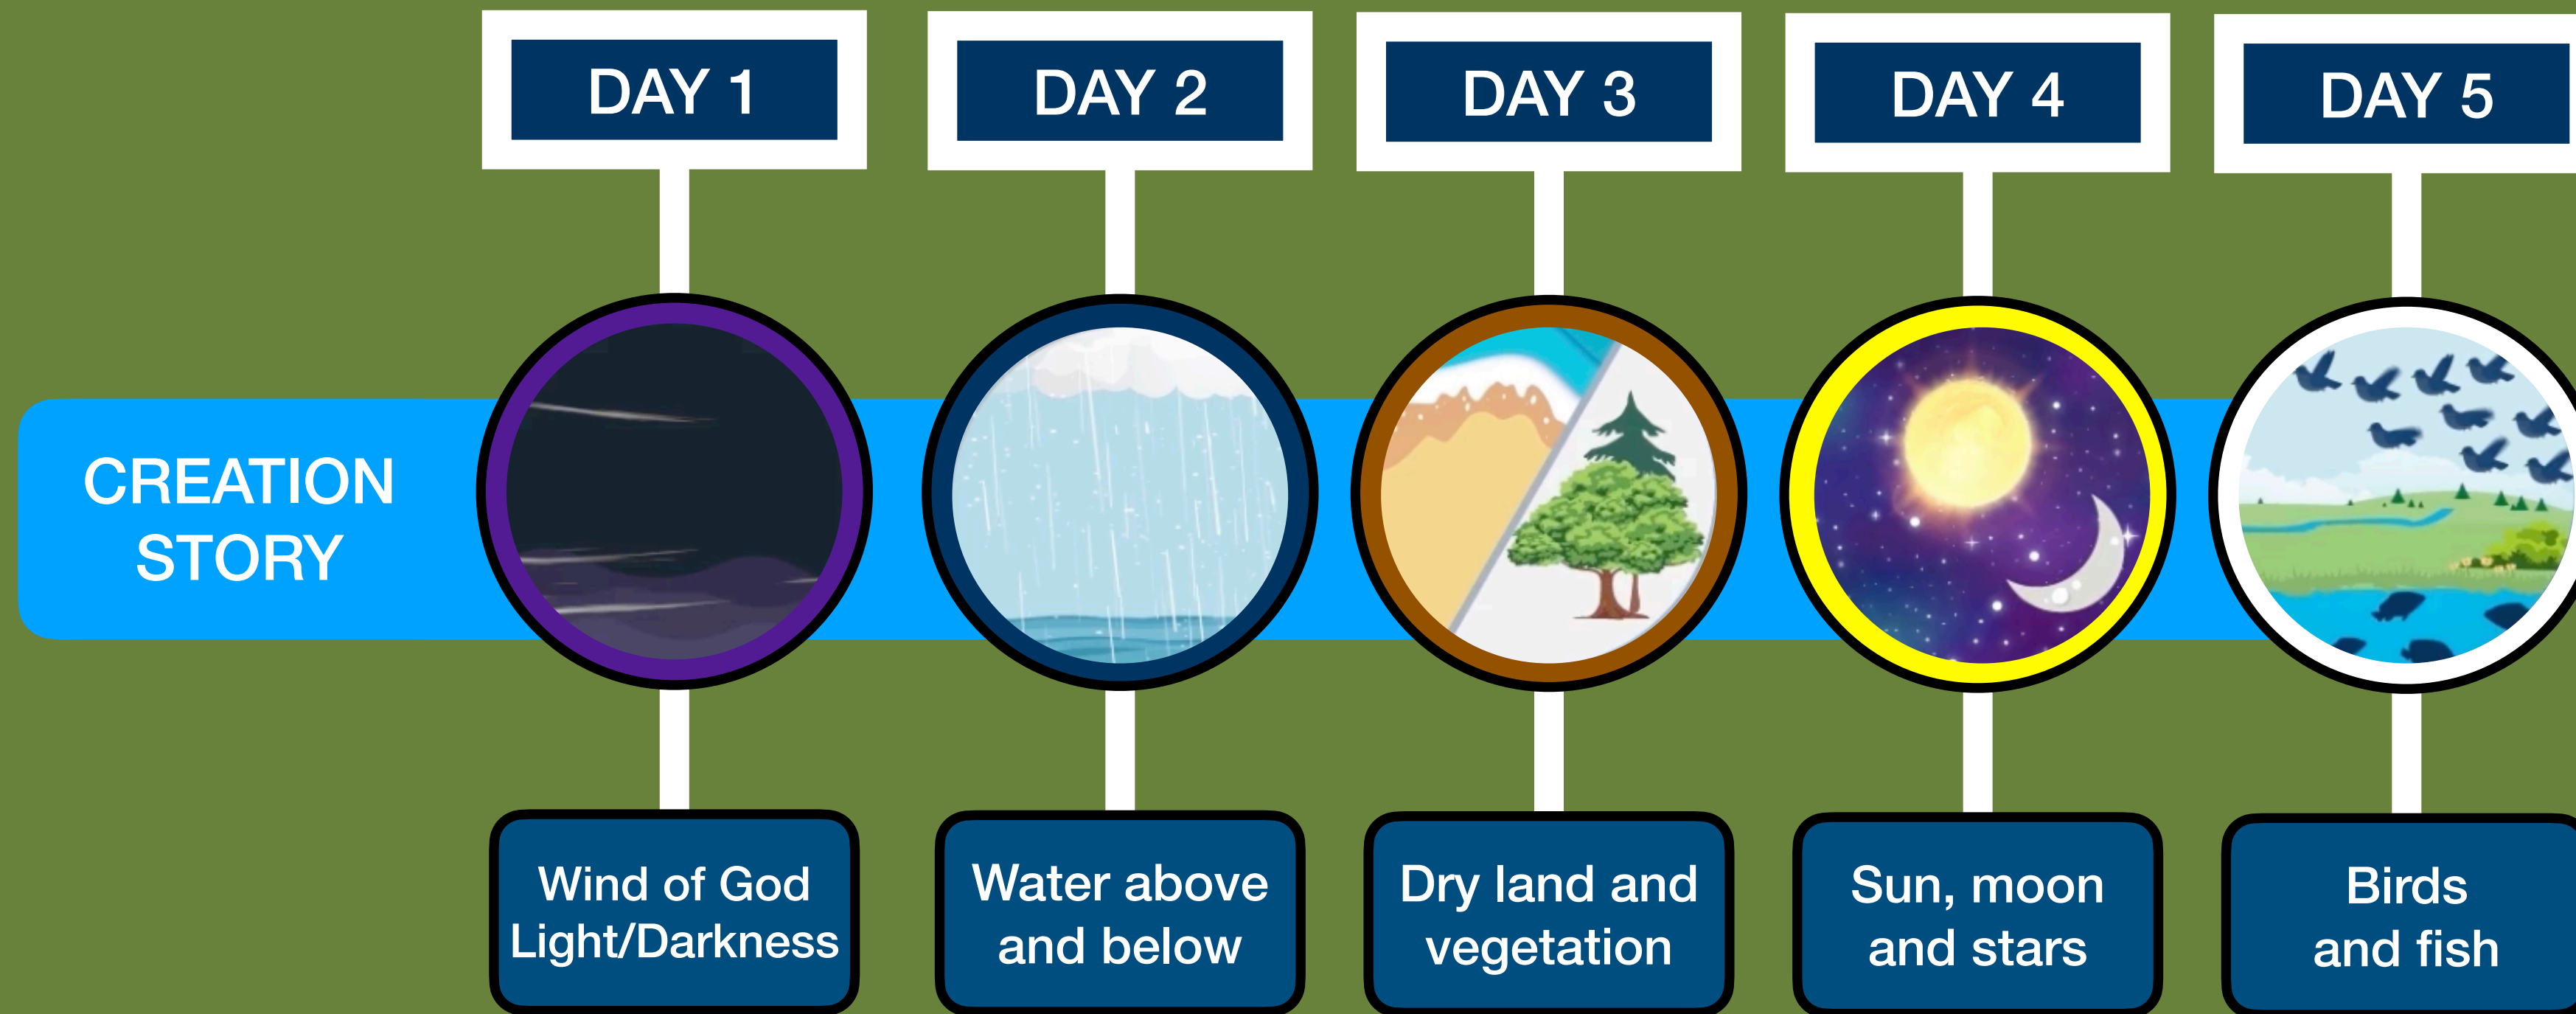 DAY 1
DAY 2
DAY 3
DAY 4
DAY 5
CREATION
STORY
Wind of God
Light/Darkness
Water above
and below
Dry land and
vegetation
Sun, moon
and stars
Birds
and fish